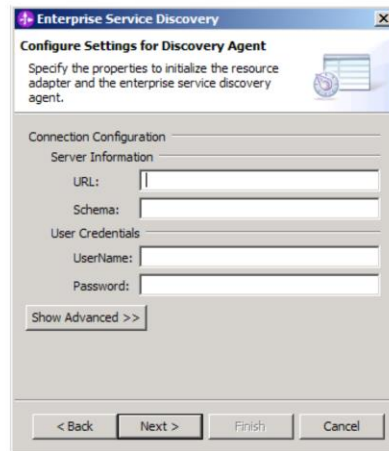 Enterprise Service Discovery
Configure Settings for Discovery Agent
Specify the properties to initialize the resource
adapter and the enterprise service discovery
agent.
Connection Configuration
Server Information
URL:
Schema:
User Credentials
UserName:
Password:
Show Advanced >>
< Back
Next >
Finish
Cancel